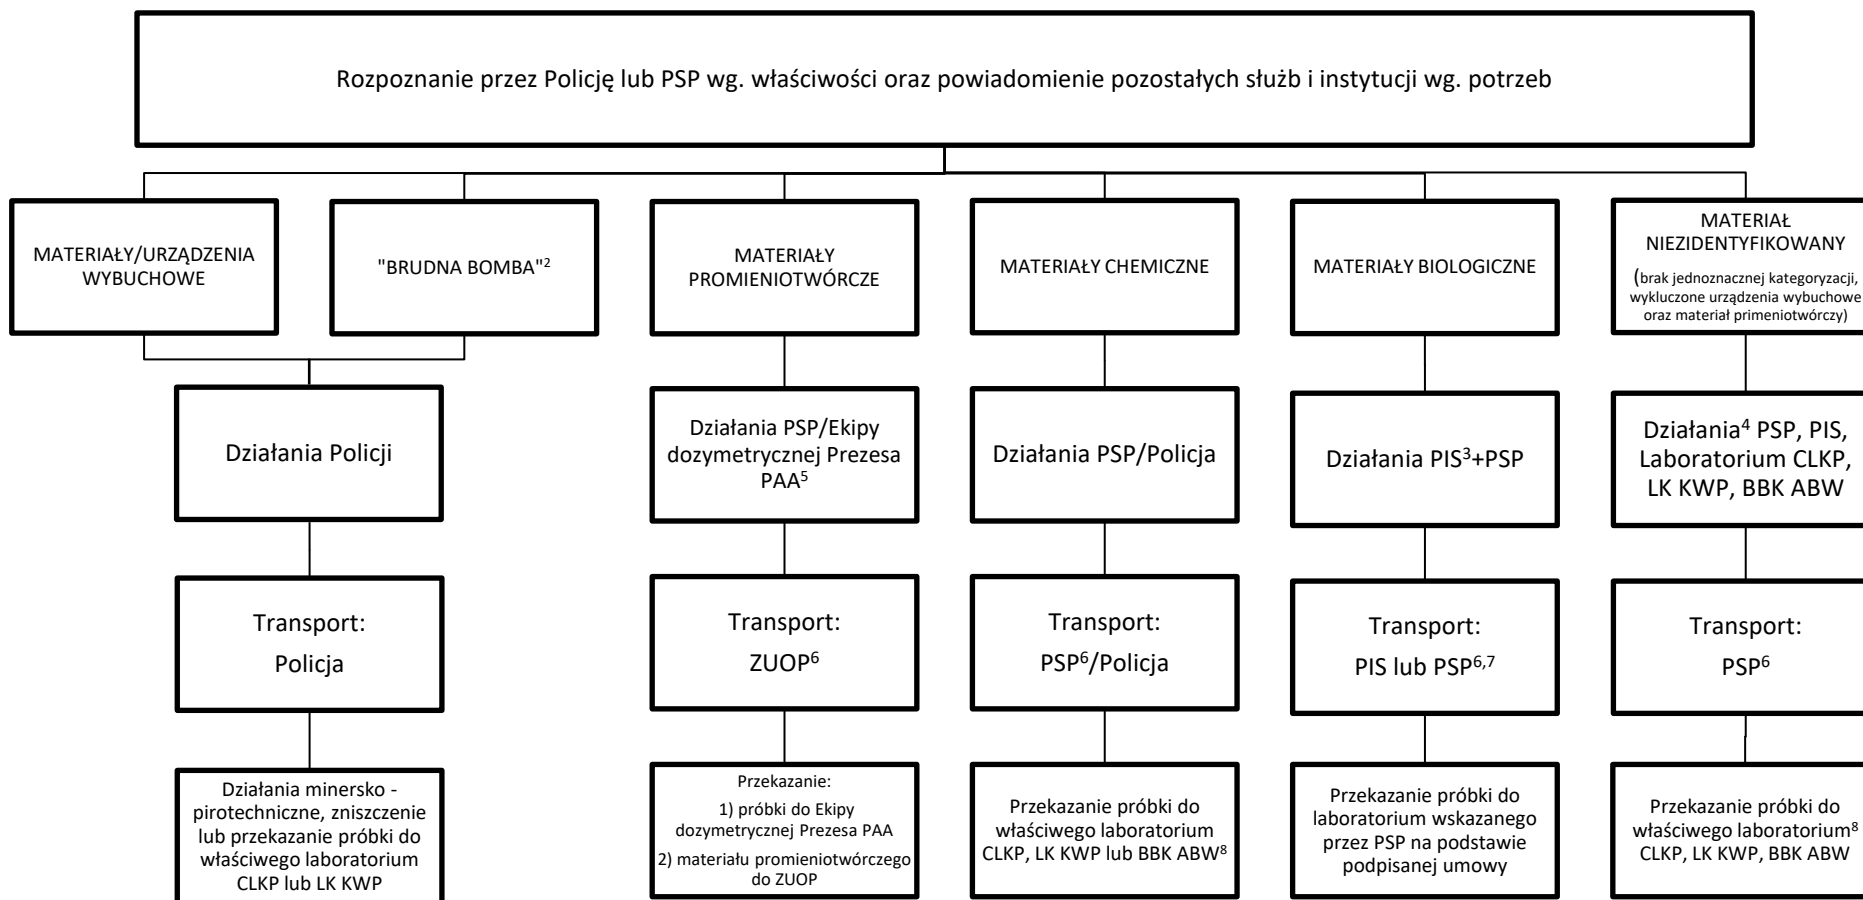 Rozpoznanie przez Policję lub PSP wg. właściwości oraz powiadomienie pozostałych służb i instytucji wg. potrzeb
MATERIAŁY/URZĄDZENIA
WYBUCHOWE
"BRUDNA BOMBA"²
MATERIAŁY
PROMIENIOTWÓRCZE
MATERIAŁY CHEMICZNE
MATERIAŁY BIOLOGICZNE
MATERIAŁ
NIEZIDENTYFIKOWANY
(brak jednoznacznej kategoryzacji,
wykluczone urządzenia wybuchowe
oraz materiał primeniotwórczy)
Działania Policji
Działania PSP/Ekipy
dozymetrycznej Prezesa
PAA⁵
Działania PSP/Policja
Działania PIS³+PSP
Działania⁴ PSP, PIS,
Laboratorium CLKP,
LK KWP, BBK ABW
Transport:
Policja
Transport:
ZUOP⁶
Transport:
PSP⁶/Policja
Transport:
PIS lub PSP⁶,⁷
Transport:
PSP⁶
Działania minersko -
pirotechniczne, zniszczenie
lub przekazanie próbki do
właściwego laboratorium
CLKP lub LK KWP
Przekazanie:
1) próbki do Ekipy
dozymetrycznej Prezesa PAA
2) materiału promieniotwórczego
do ZUOP
Przekazanie próbki do
właściwego laboratorium
CLKP, LK KWP lub BBK ABW⁸
Przekazanie próbki do
laboratorium wskazanego
przez PSP na podstawie
podpisanej umowy
Przekazanie próbki do
właściwego laboratorium⁸
CLKP, LK KWP, BBK ABW